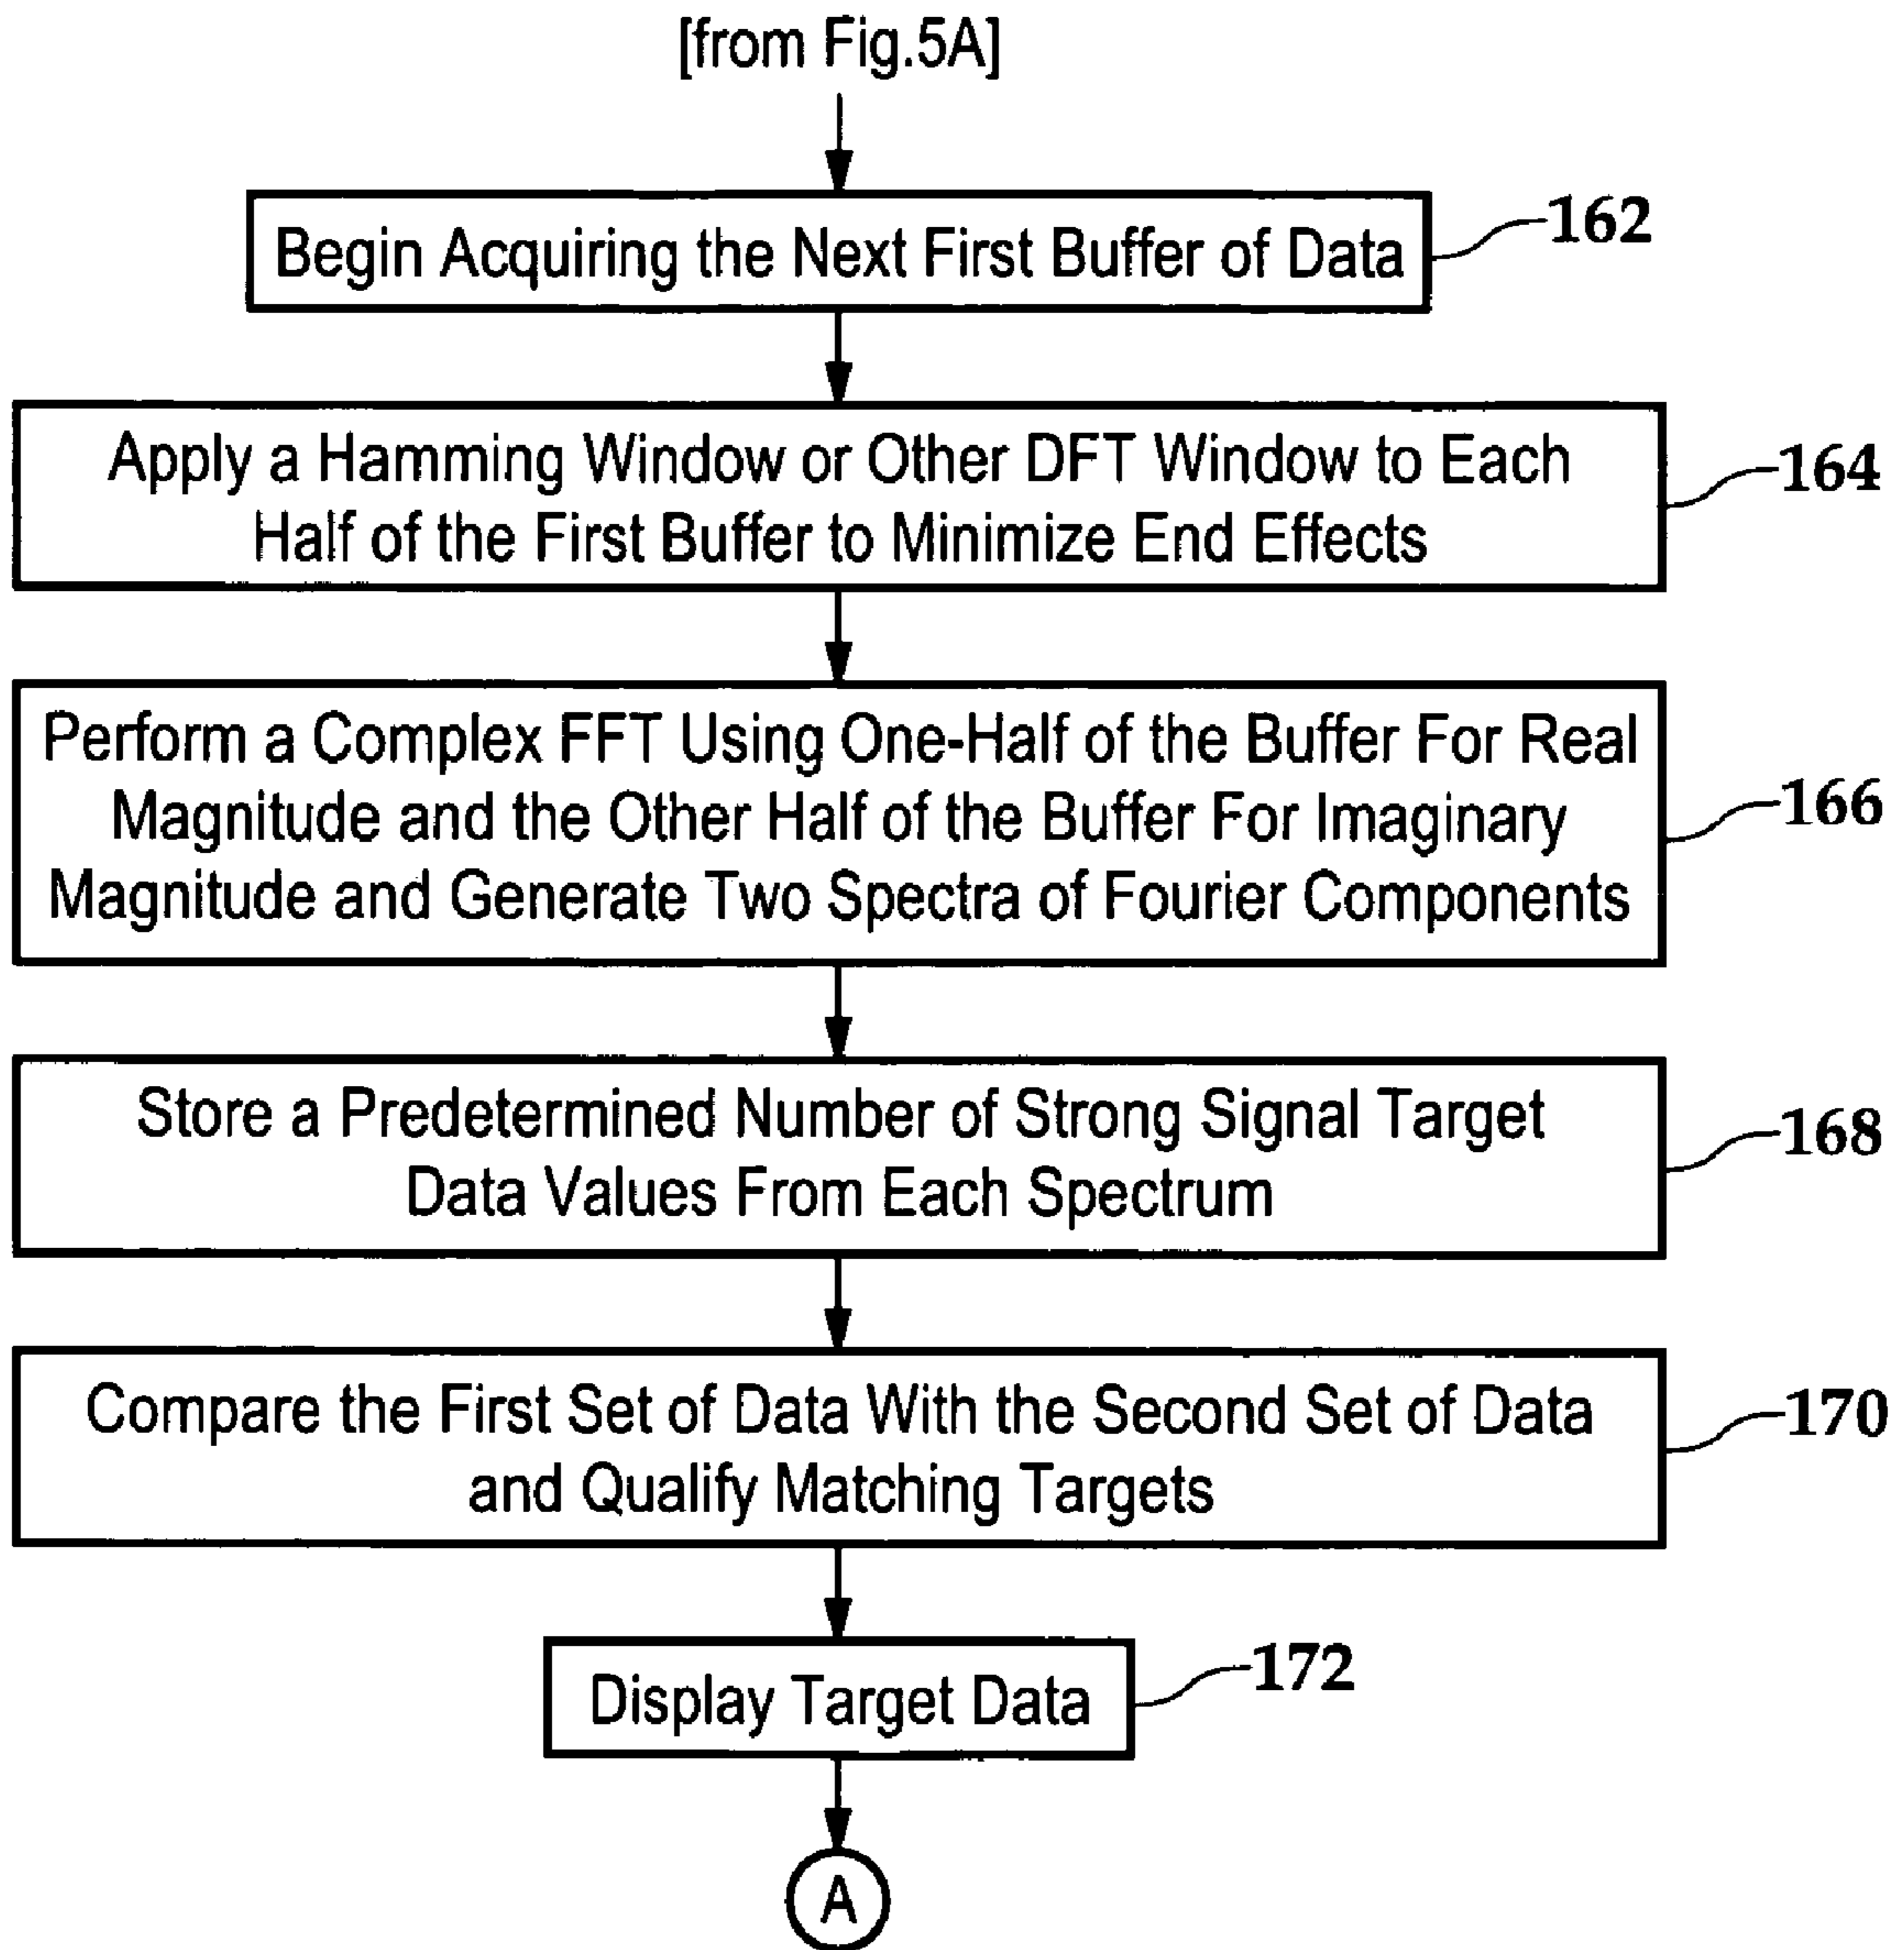 [from Fig.5A]
Begin Acquiring the Next First Buffer of Data
162
Apply a Hamming Window or Other DFT Window to Each
Half of the First Buffer to Minimize End Effects
164
Perform a Complex FFT Using One-Half of the Buffer For Real
Magnitude and the Other Half of the Buffer For Imaginary
Magnitude and Generate Two Spectra of Fourier Components
166
Store a Predetermined Number of Strong Signal Target
Data Values From Each Spectrum
168
Compare the First Set of Data With the Second Set of Data
and Qualify Matching Targets
170
Display Target Data
172
A